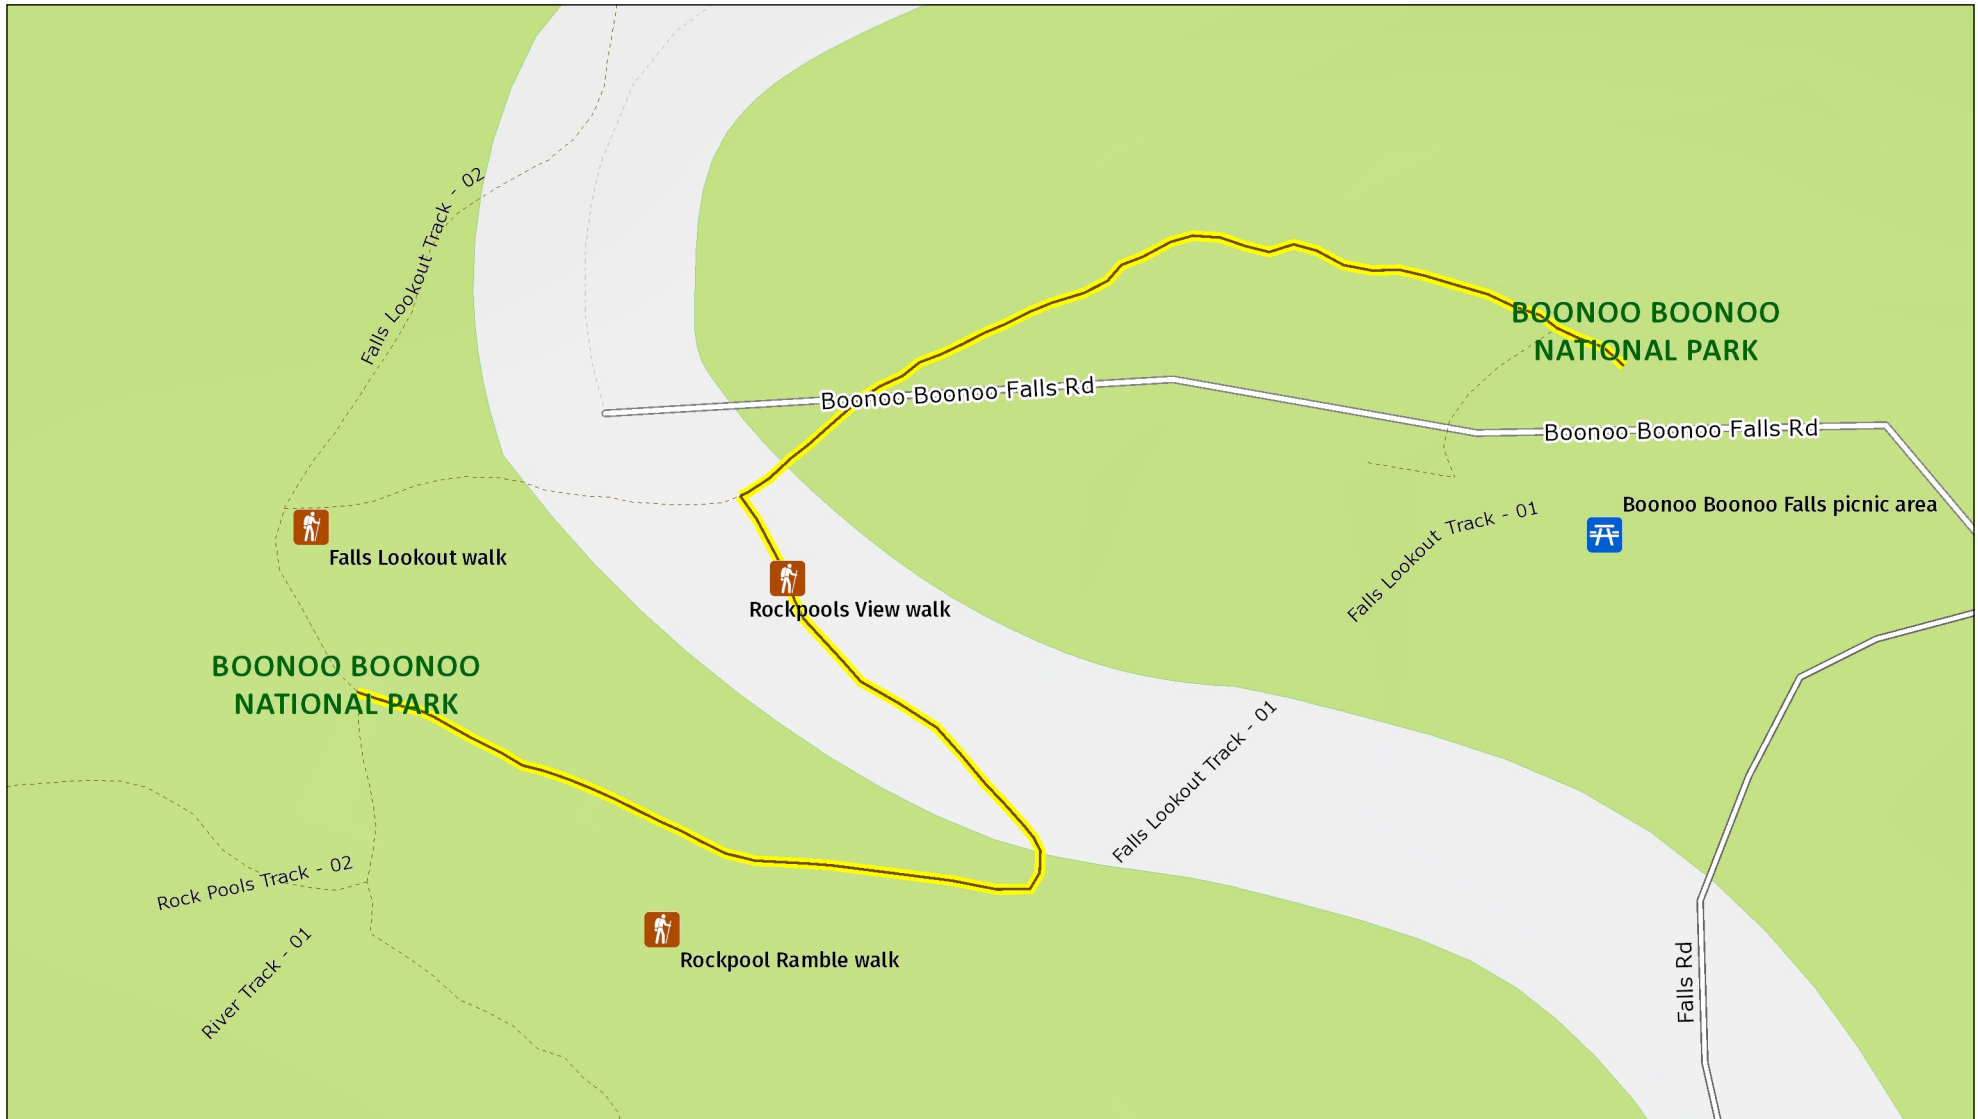 Falls Lookout Track - 02
BOONOO BOONOO
NATIONAL PARK
Boonoo Boonoo Falls Rd
Boonoo Boonoo Falls Rd
Boonoo Boonoo Falls picnic area
Falls Lookout Track - 01
Falls Lookout walk
Rockpools View walk
BOONOO BOONOO
NATIONAL PARK
Falls Lookout Track - 01
Rock Pools Track - 02
River Track - 01
Rockpool Ramble walk
Falls Rd